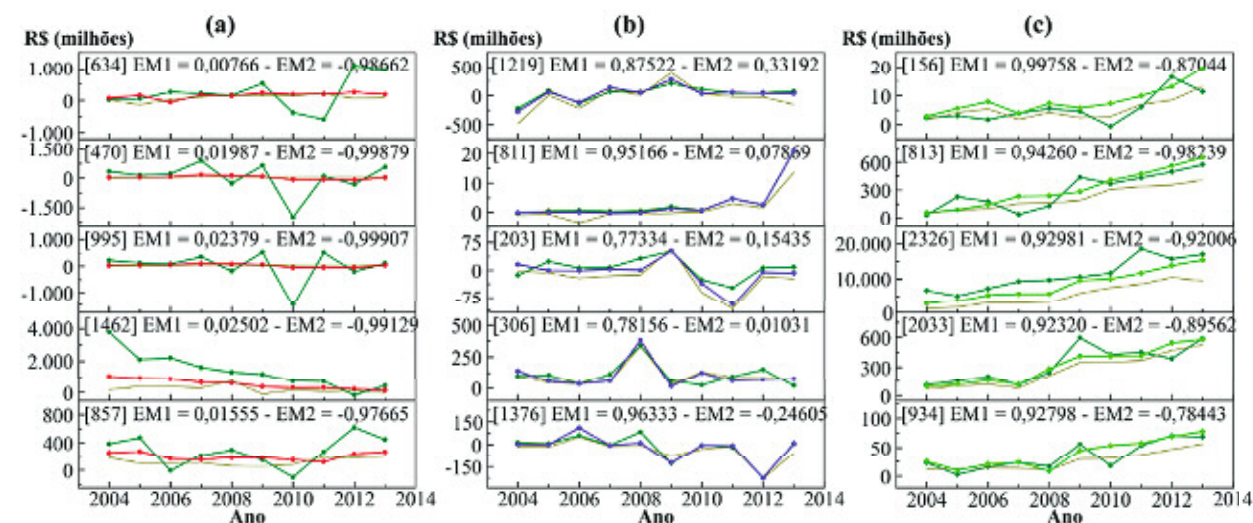 (a)
R$ (milhões)
[634] EM1 = 0,00766 - EM2 = -0,98662
1.000
0
-1.000
[470] EM1 = 0,01987 - EM2 = -0,99879
1.500
0
-1.500
[995] EM1 = 0,02379 - EM2 = -0,99907
1.000
0
-1.000
[1462] EM1 = 0,02502 - EM2 = -0,99129
4.000
2.000
0
[857] EM1 = 0,01555 - EM2 = -0,97665
800
400
0
2004 2006 2008 2010 2012 2014
Ano
(b)
R$ (milhões)
[1219] EM1 = 0,87522 - EM2 = 0,33192
500
0
-500
[811] EM1 = 0,95166 - EM2 = 0,07869
20
10
0
[203] EM1 = 0,77334 - EM2 = 0,15435
75
0
-75
[306] EM1 = 0,78156 - EM2 = 0,01031
500
250
0
[1376] EM1 = 0,96333 - EM2 = -0,24605
150
0
-150
2004 2006 2008 2010 2012 2014
Ano
(c)
R$ (milhões)
[156] EM1 = 0,99758 - EM2 = -0,87044
20
10
0
[813] EM1 = 0,94260 - EM2 = -0,98239
600
300
0
[2326] EM1 = 0,92981 - EM2 = -0,92006
20.000
10.000
0
[2033] EM1 = 0,92320 - EM2 = -0,89562
600
300
0
[934] EM1 = 0,92798 - EM2 = -0,78443
100
50
0
2004 2006 2008 2010 2012 2014
Ano